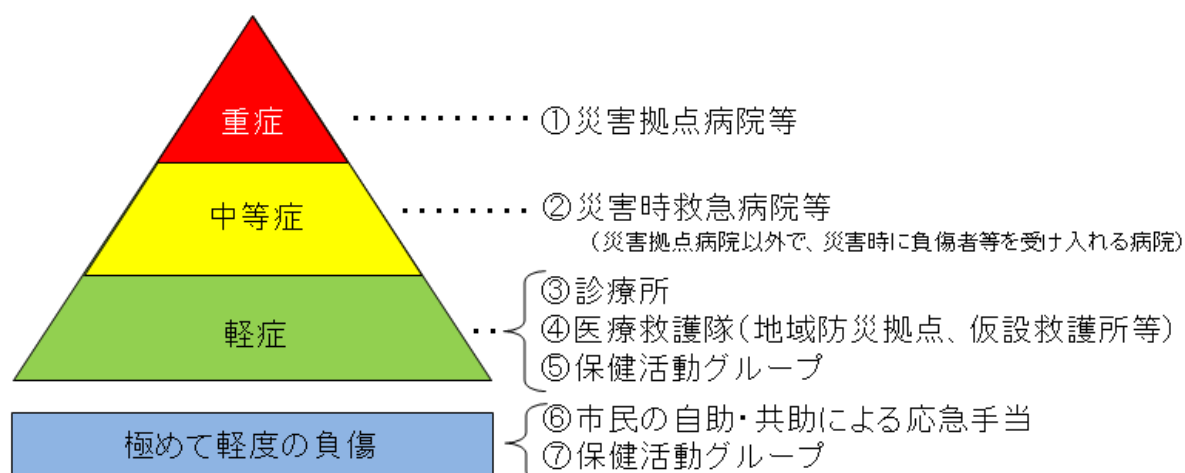 重症
①災害拠点病院等
中等症
②災害時救急病院等
（災害拠点病院以外で、災害時に負傷者等を受け入れる病院）
軽症
③診療所
④医療救護隊（地域防災拠点、仮設救護所等）
⑤保健活動グループ
極めて軽度の負傷
⑥市民の自助・共助による応急手当
⑦保健活動グループ